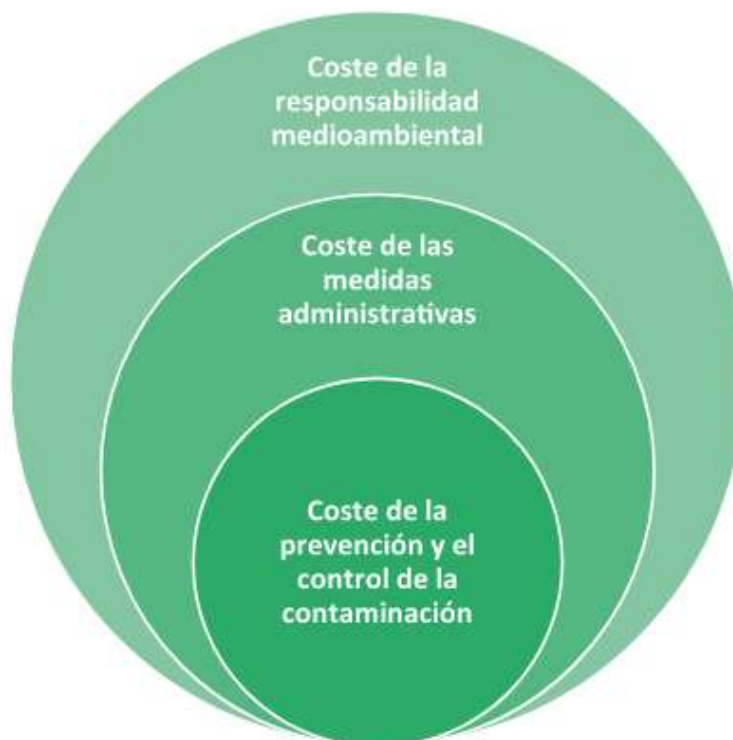 Coste de la
responsabilidad
medioambiental
Coste de las
medidas
administrativas
Coste de la
prevención y el
control de la
contaminación